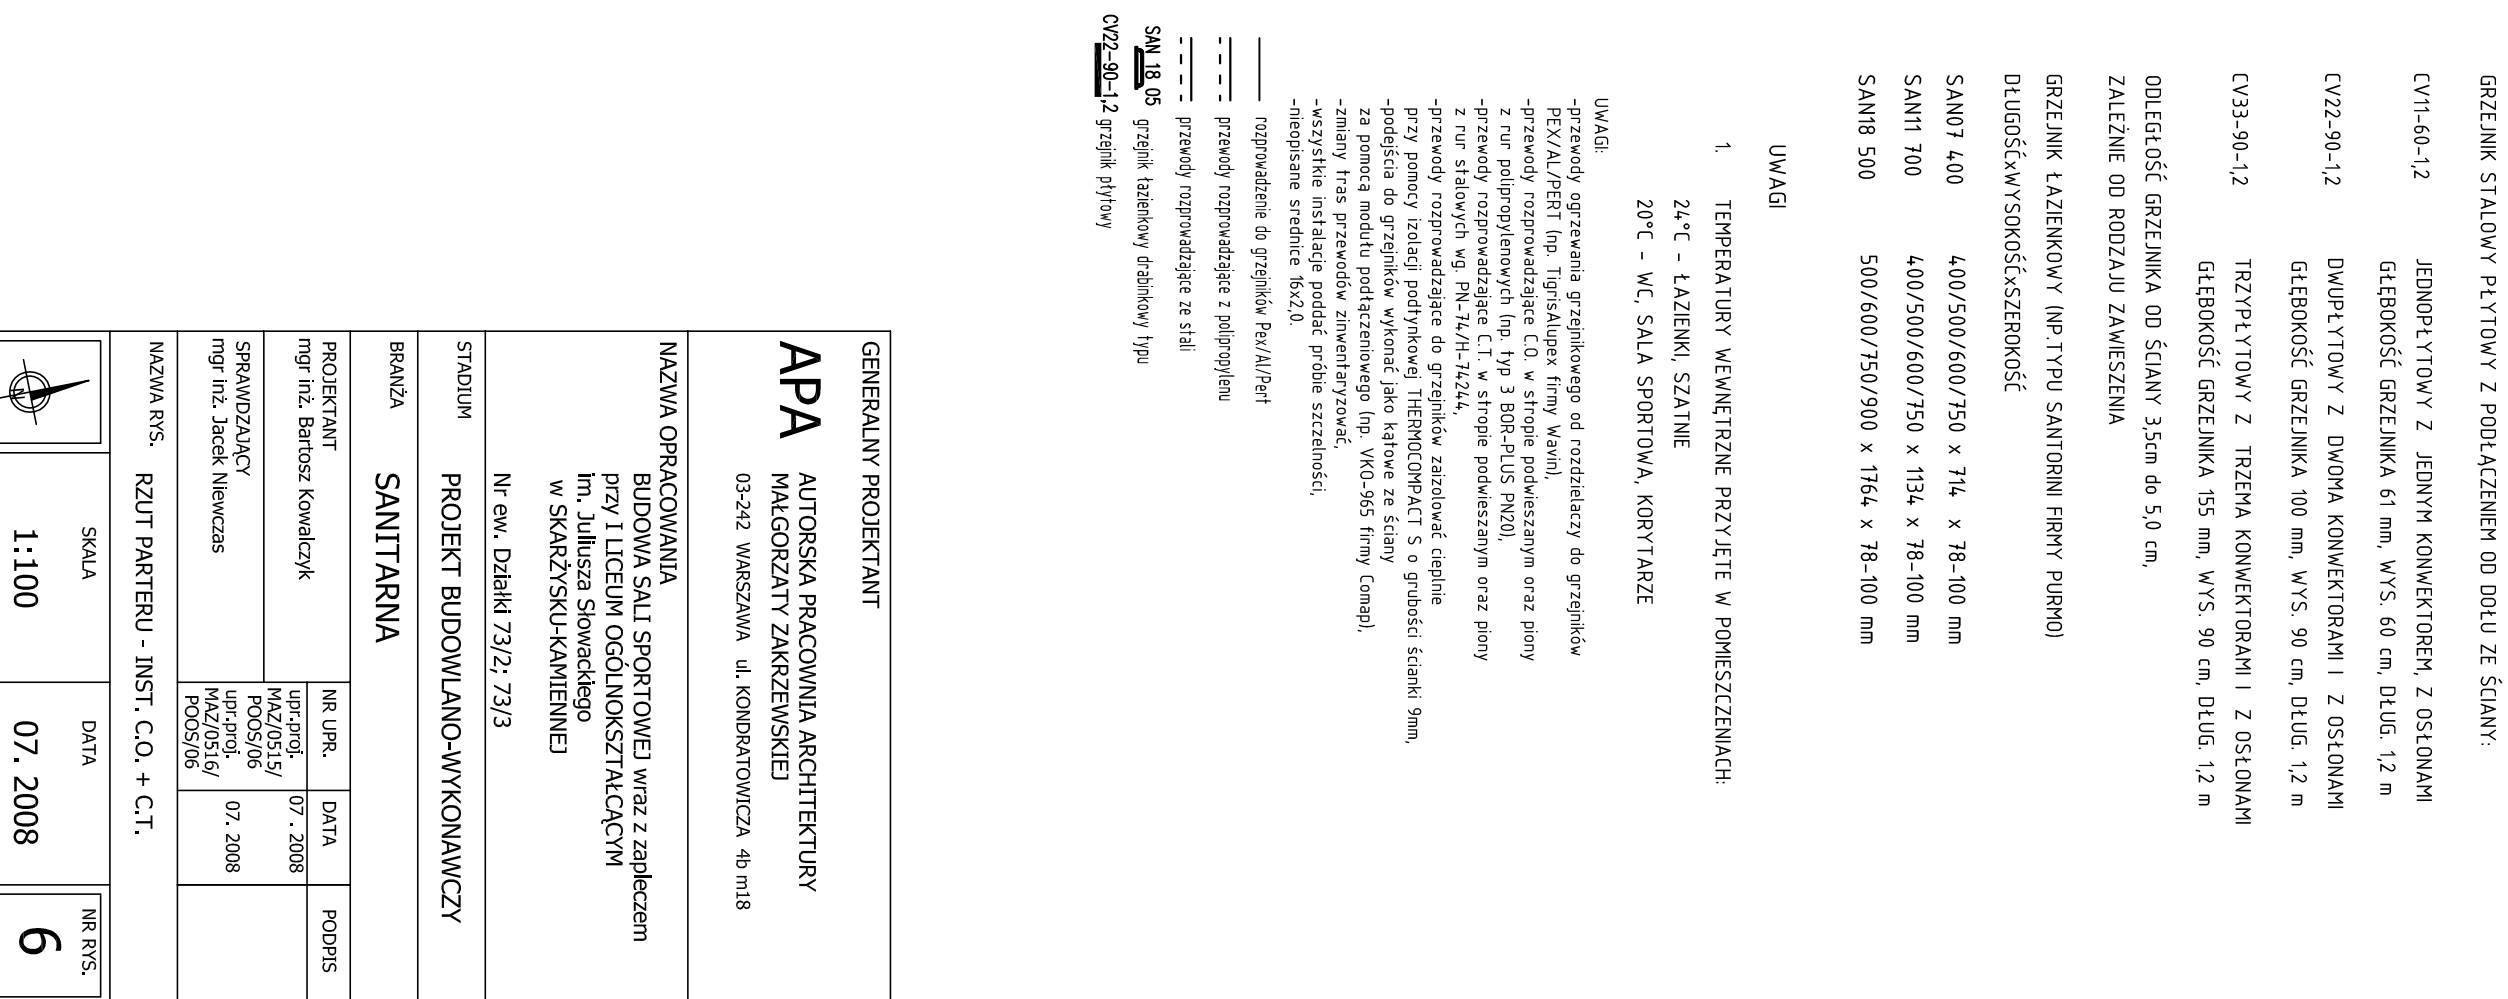 GRZEJNIK STALOWY PŁYTOWY Z PODŁĄCZENIEM OD DOŁU ZE ŚCIANY:
CV11-60-1,2 JEDNOPŁYTOWY Z JEDNYM KONWEKTOREM, Z OSŁONAMI
GŁĘBOKOŚĆ GRZEJNIKA 61 mm, WYS. 60 cm, DŁUG. 1,2 m
CV22-90-1,2 DWUPŁYTOWY Z DWOMA KONWEKTORAMI I Z OSŁONAMI
GŁĘBOKOŚĆ GRZEJNIKA 100 mm, WYS. 90 cm, DŁUG. 1,2 m
CV33-90-1,2 TRZYPŁYTOWY Z TRZEMA KONWEKTORAMI I Z OSŁONAMI
GŁĘBOKOŚĆ GRZEJNIKA 155 mm, WYS. 90 cm, DŁUG. 1,2 m
ODLEGŁOŚĆ GRZEJNIKA OD ŚCIANY 3,5cm do 5,0 cm,
ZALEŻNIE OD RODZAJU ZAWIESZENIA
GRZEJNIK ŁAZIENKOWY (NP.TYPU SANTORINI FIRMY PURMO)
DŁUGOŚĆxWYSOKOŚĆxSZEROKOŚĆ
SAN07 400 400/500/600/750 x 714 x 78-100 mm
SAN11 700 400/500/600/750 x 1134 x 78-100 mm
SAN18 500 500/600/750/900 x 1764 x 78-100 mm
UWAGI
1. TEMPERATURY WEWNĘTRZNE PRZYJĘTE W POMIESZCZENIACH:
24°C - ŁAZIENKI, SZATNIE
20°C - WC, SALA SPORTOWA, KORYTARZE
UWAGI:
-przewody ogrzewania grzejnikowego od rozdzielaczy do grzejników
PEX/AL/PERT (np. TigrisAlupex firmy Wavin),
-przewody rozprowadzające C.O. w stropie podwieszanym oraz piony
z rur polipropylenowych (np. typ 3 BOR-PLUS PN20),
-przewody rozprowadzające C.T. w stropie podwieszanym oraz piony
z rur stalowych wg. PN-74/H-74244,
-przewody rozprowadzające do grzejników zaizolować cieplnie
przy pomocy izolacji podtynkowej THERMOCOMPACT S o grubości ścianki 9mm,
-podejścia do grzejników wykonać jako kątowe ze ściany
za pomocą modułu podłączeniowego (np. VKO-965 firmy Comap),
-zmiany tras przewodów zinwentaryzować,
-wszystkie instalacje poddać próbie szczelności,
-nieopisane srednice 16x2,0.
rozprowadzenie do grzejników Pex/Al/Pert
przewody rozprowadzające z polipropylenu
przewody rozprowadzające ze stali
SAN 18 05 grzejnik łazienkowy drabinkowy typu
CV22-90-1,2 grzejnik płytowy
GENERALNY PROJEKTANT
APA AUTORSKA PRACOWNIA ARCHITEKTURY
MAŁGORZATY ZAKRZEWSKIEJ
03-242 WARSZAWA ul. KONDRATOWICZA 4b m18
NAZWA OPRACOWANIA
BUDOWA SALI SPORTOWEJ wraz z zapleczem
przy I LICEUM OGÓLNOKSZTAŁCĄCYM
im. Juliusza Słowackiego
w SKARŻYSKU-KAMIENNEJ
Nr ew. Działki 73/2; 73/3
STADIUM PROJEKT BUDOWLANO-WYKONAWCZY
BRANŻA SANITARNA
PROJEKTANT NR UPR. DATA PODPIS
mgr inż. Bartosz Kowalczyk upr.proj. MAZ/0515/ POOS/06 07 . 2008
SPRAWDZAJĄCY
mgr inż. Jacek Niewczas upr.proj. MAZ/0516/ POOS/06 07. 2008
NAZWA RYS. RZUT PARTERU - INST. C.O. + C.T.
SKALA DATA NR RYS.
N 1:100 07. 2008 6